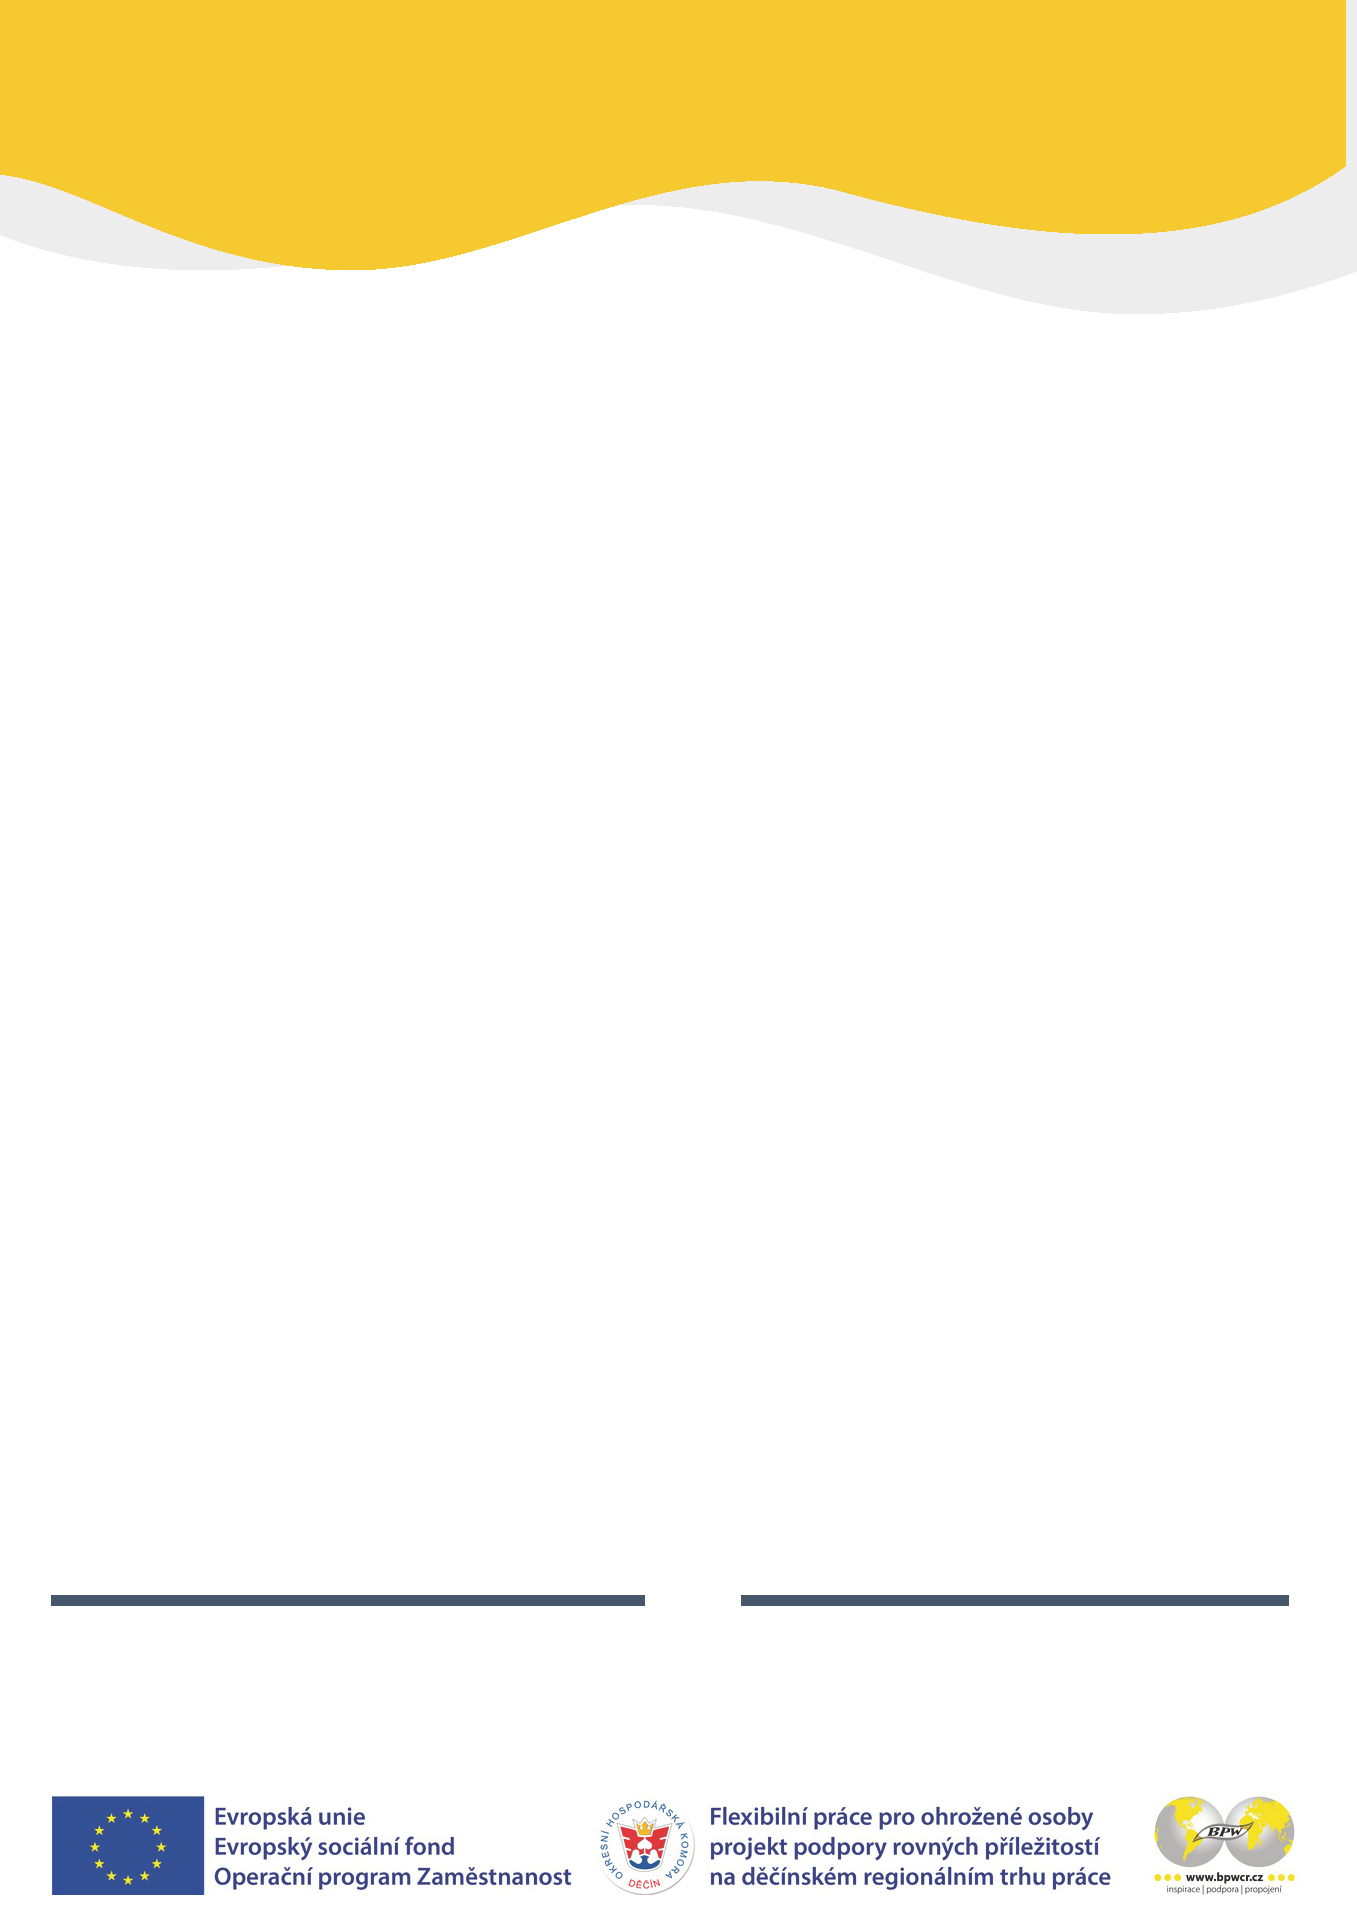 Evropská unie
Evropský sociální fond
Operační program Zaměstnanost
OKRESNÍ HOSPODÁŘSKÁ KOMORA
DĚČÍN
Flexibilní práce pro ohrožené osoby
projekt podpory rovných příležitostí
na děčínském regionálním trhu práce
BPW
www.bpwcr.cz
inspirace | podpora | propojení